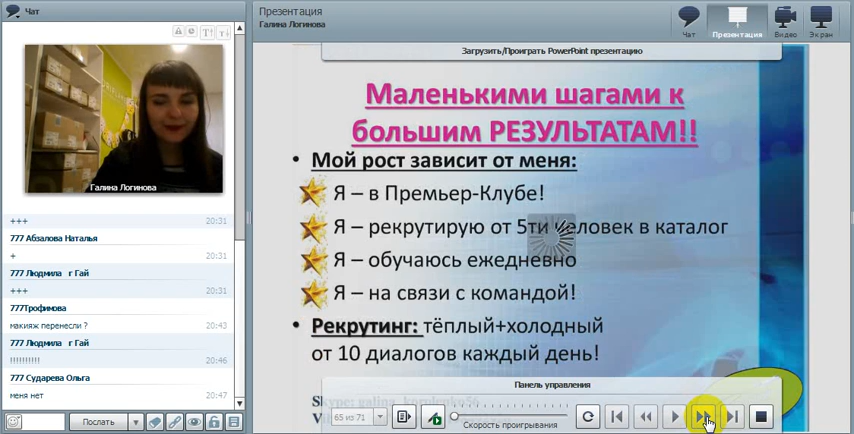 Чат
Галина Логинова
+++
20:31
777 Абзалова Наталья
+
20:31
777 Людмила г Гай
+++
20:31
777Трофимова
макияж перенесли ?
20:43
777 Людмила г Гай
!!!!!!!!!!
20:46
777 Сударева Ольга
меня нет
20:47
Послать
Презентация
Галина Логинова
Чат
Презентация
Видео
Экран
Загрузить/Проиграть PowerPoint презентацию
Маленькими шагами к
большим РЕЗУЛЬТАТАМ!!
• Мой рост зависит от меня:
Я – в Премьер-Клубе!
Я – рекрутирую от 5ти человек в каталог
Я – обучаюсь ежедневно
Я – на связи с командой!
• Рекрутинг: тёплый+холодный
от 10 диалогов каждый день!
Панель управления
65 из 71
Скорость проигрывания